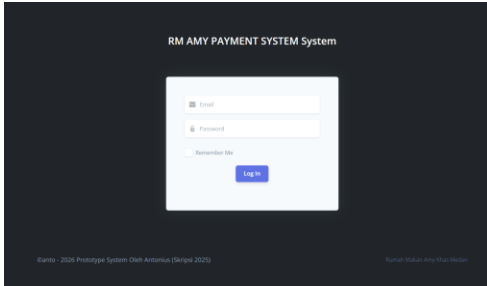 RM AMY PAYMENT SYSTEM System
Email
Password
Remember Me
Log In
©anto - 2026 Prototype System Oleh Antonius (Skripsi 2025)
Rumah Makan Amy Khas Medan